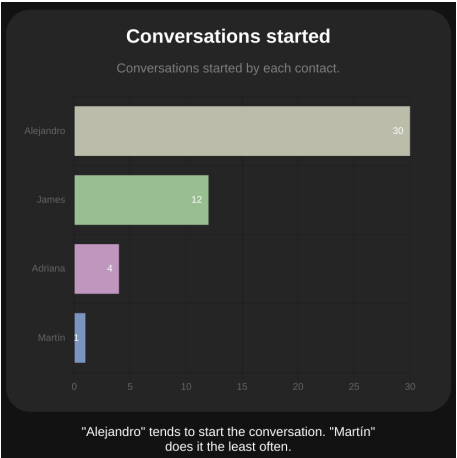 Conversations started
Conversations started by each contact.
Alejandro 30
James 12
Adriana 4
Martín 1
0 5 10 15 20 25 30
"Alejandro" tends to start the conversation. "Martín"
does it the least often.